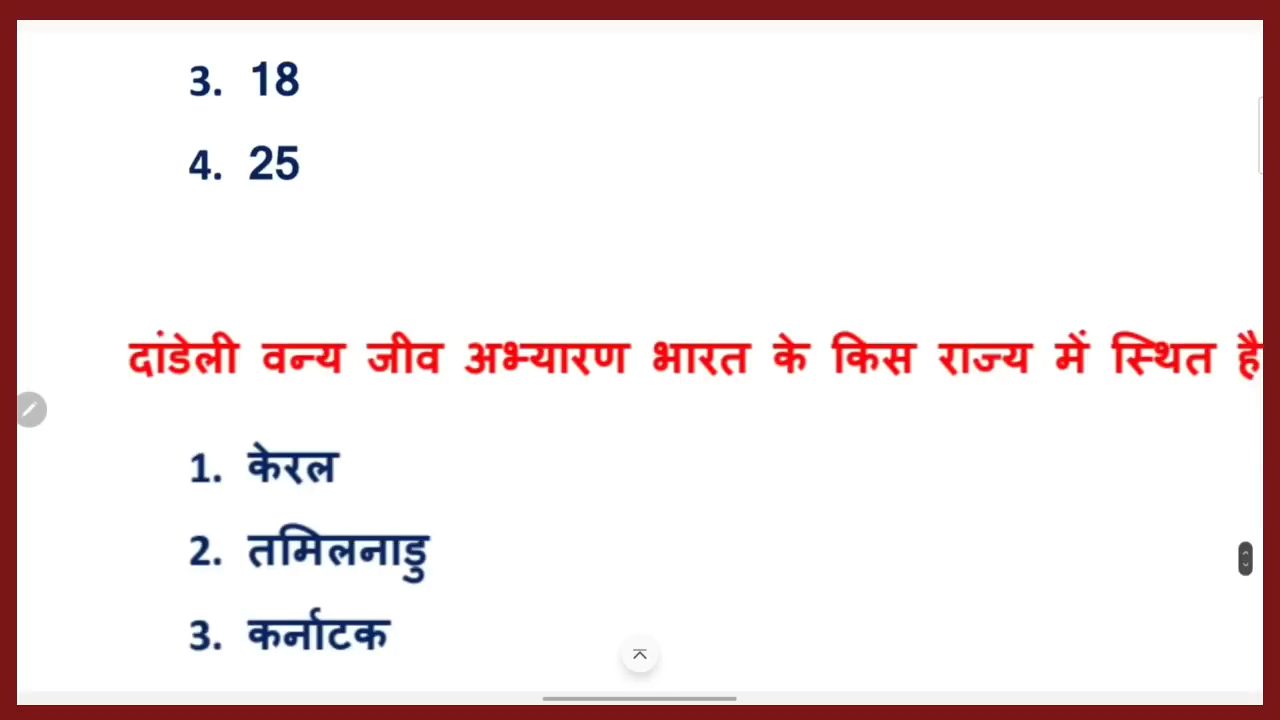 3. 18
4. 25
दांडेली वन्य जीव अभ्यारण भारत के किस राज्य में स्थित है
1. केरल
2. तमिलनाडु
3. कर्नाटक